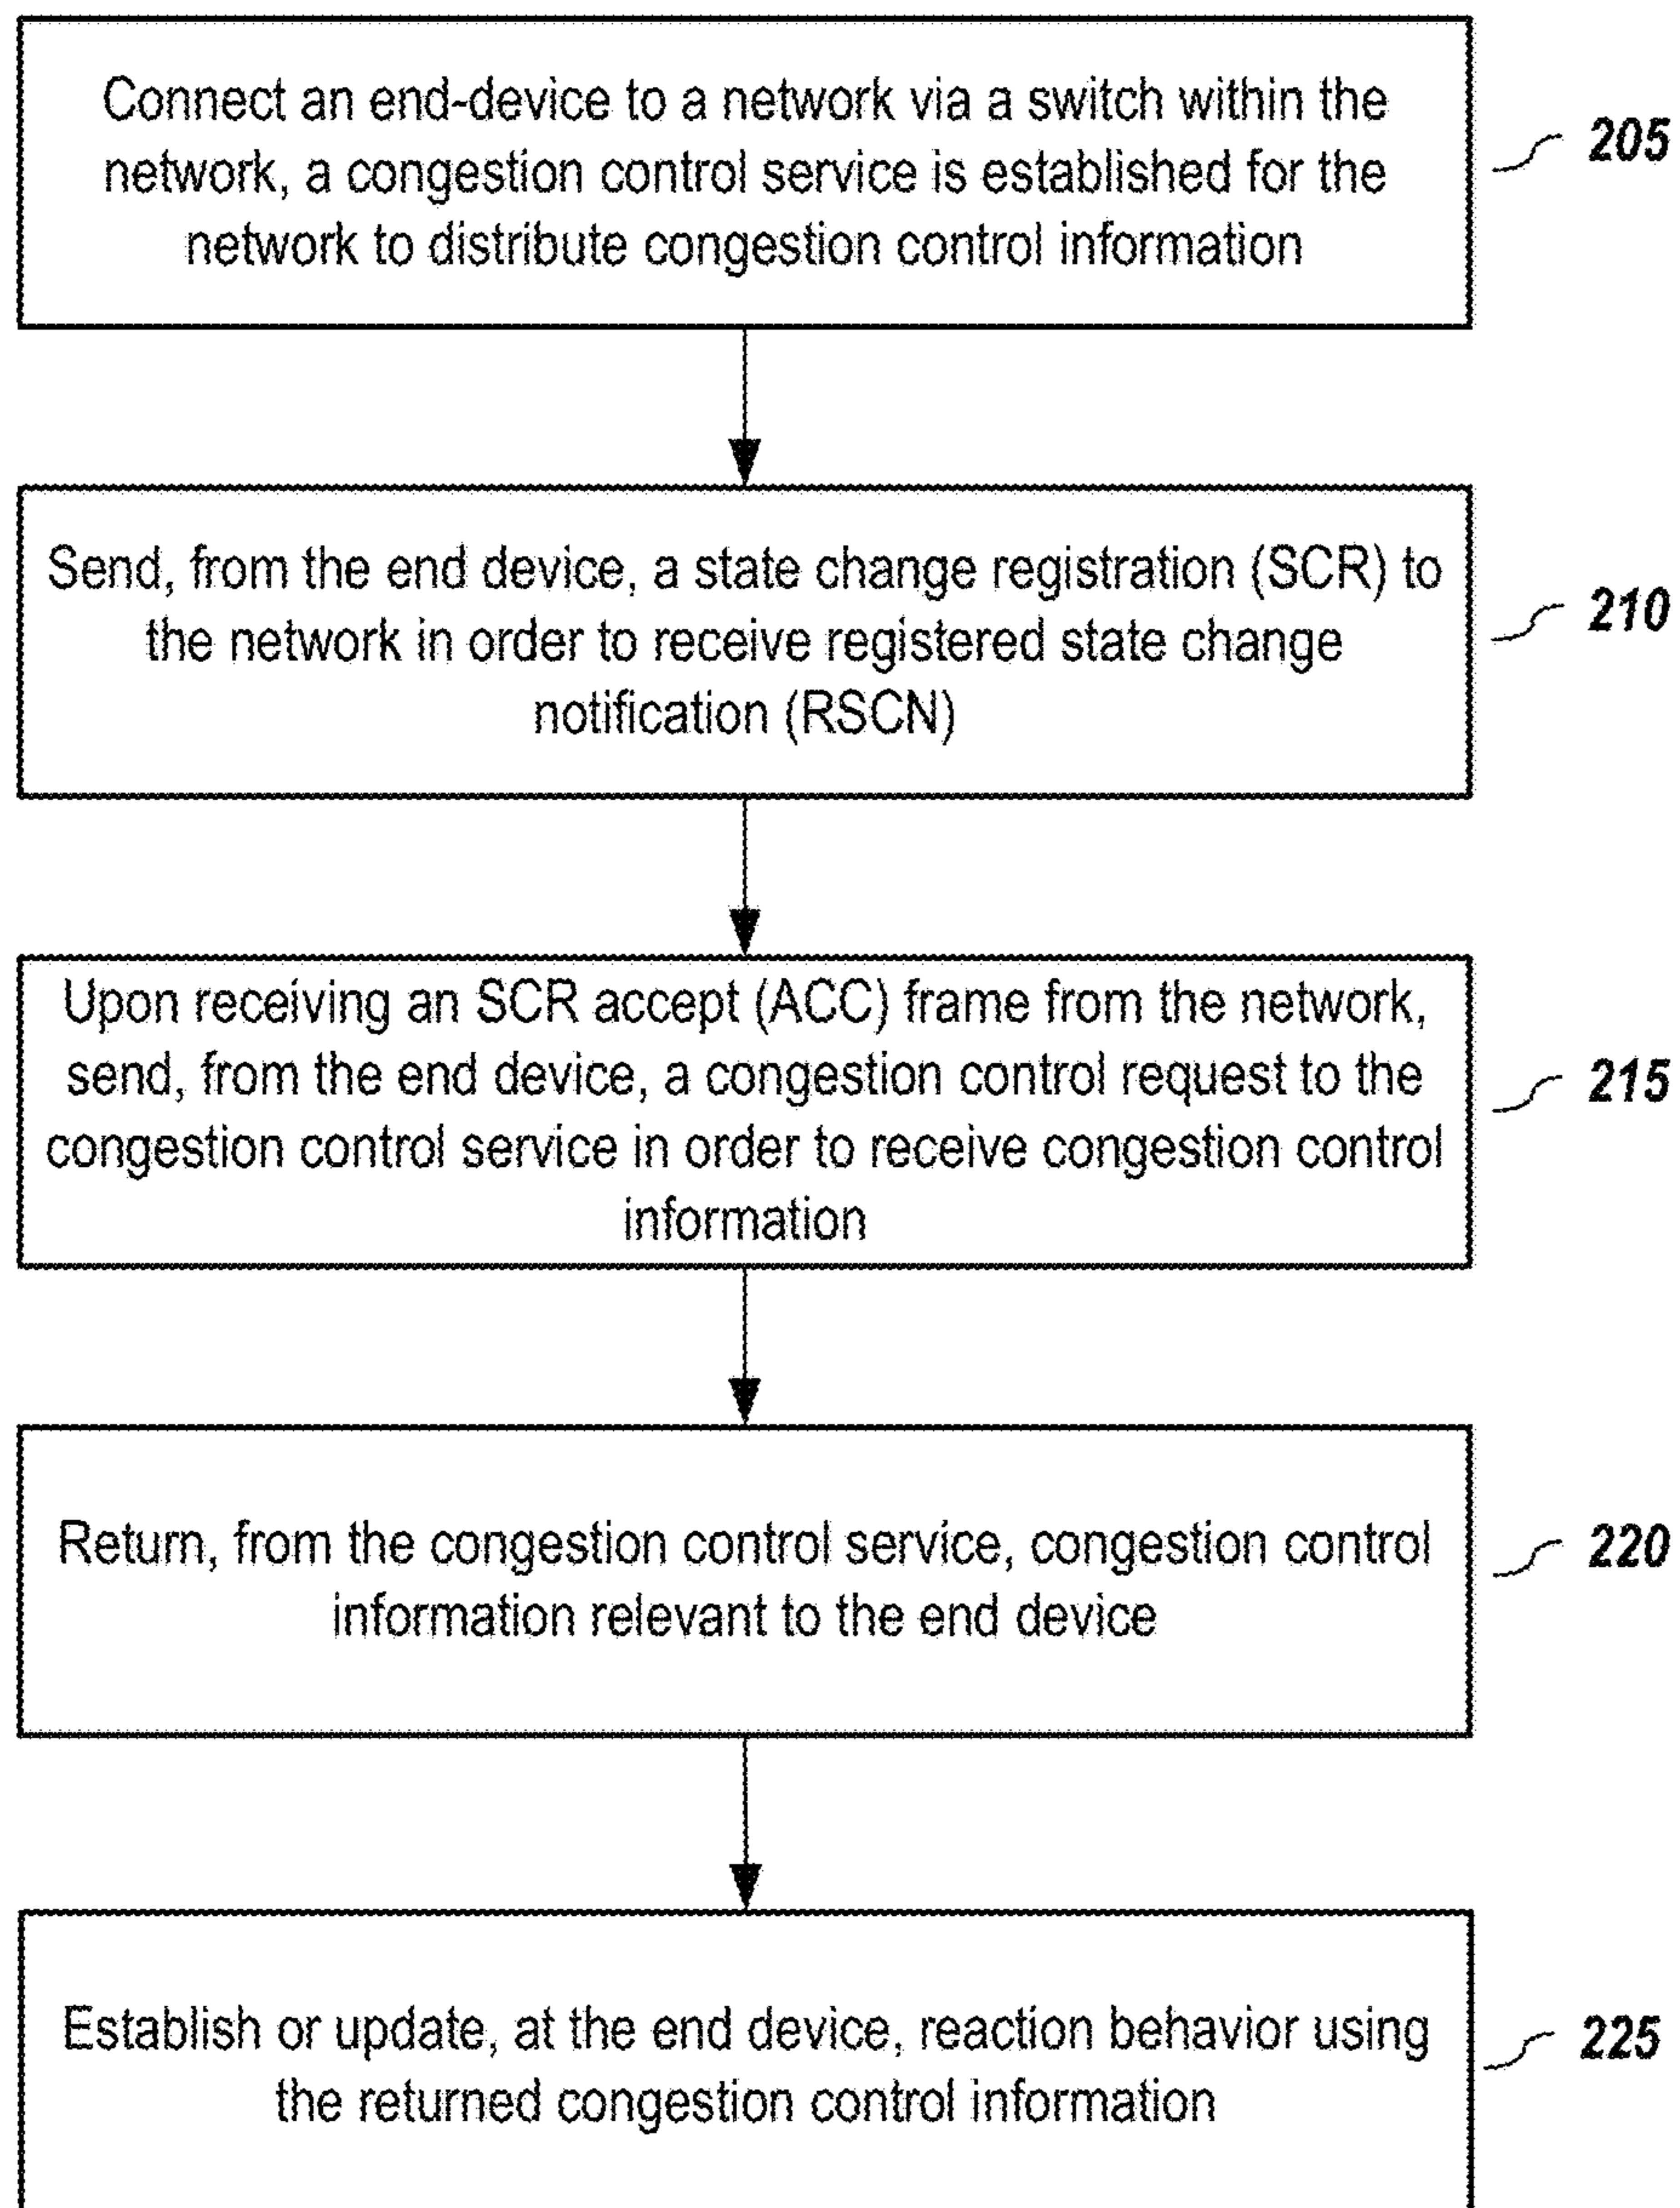 Connect an end-device to a network via a switch within the
network, a congestion control service is established for the
network to distribute congestion control information
205
Send, from the end device, a state change registration (SCR) to
the network in order to receive registered state change
notification (RSCN)
210
Upon receiving an SCR accept (ACC) frame from the network,
send, from the end device, a congestion control request to the
congestion control service in order to receive congestion control
information
215
Return, from the congestion control service, congestion control
information relevant to the end device
220
Establish or update, at the end device, reaction behavior using
the returned congestion control information
225